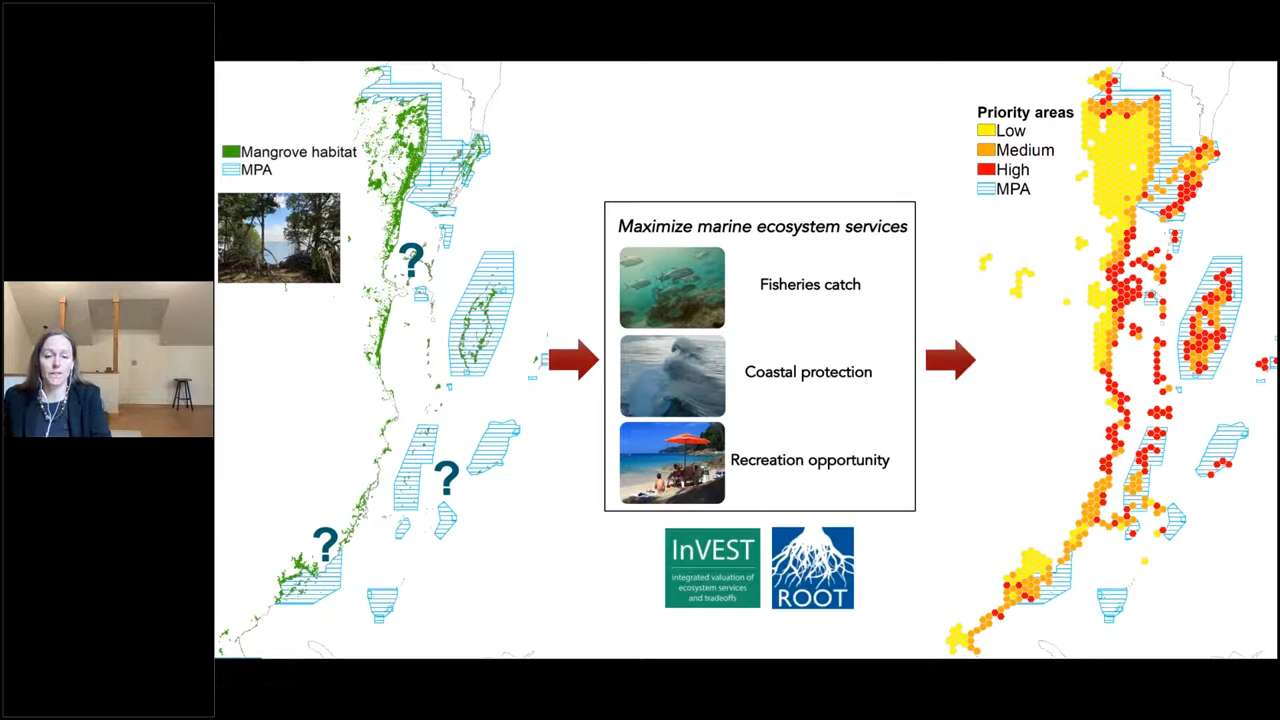 Mangrove habitat
MPA
?
?
?
Maximize marine ecosystem services
Fisheries catch
Coastal protection
Recreation opportunity
InVEST
integrated valuation of
ecosystem services
and tradeoffs
ROOT
Priority areas
Low
Medium
High
MPA